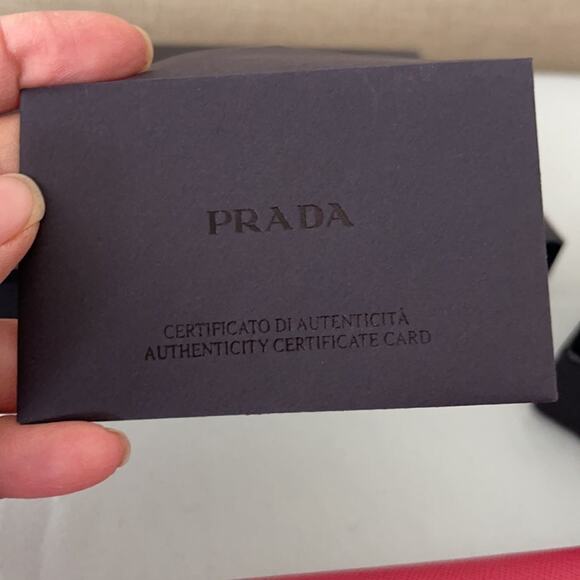 PRADA
CERTIFICATO DI AUTENTICITÀ
AUTHENTICITY CERTIFICATE CARD